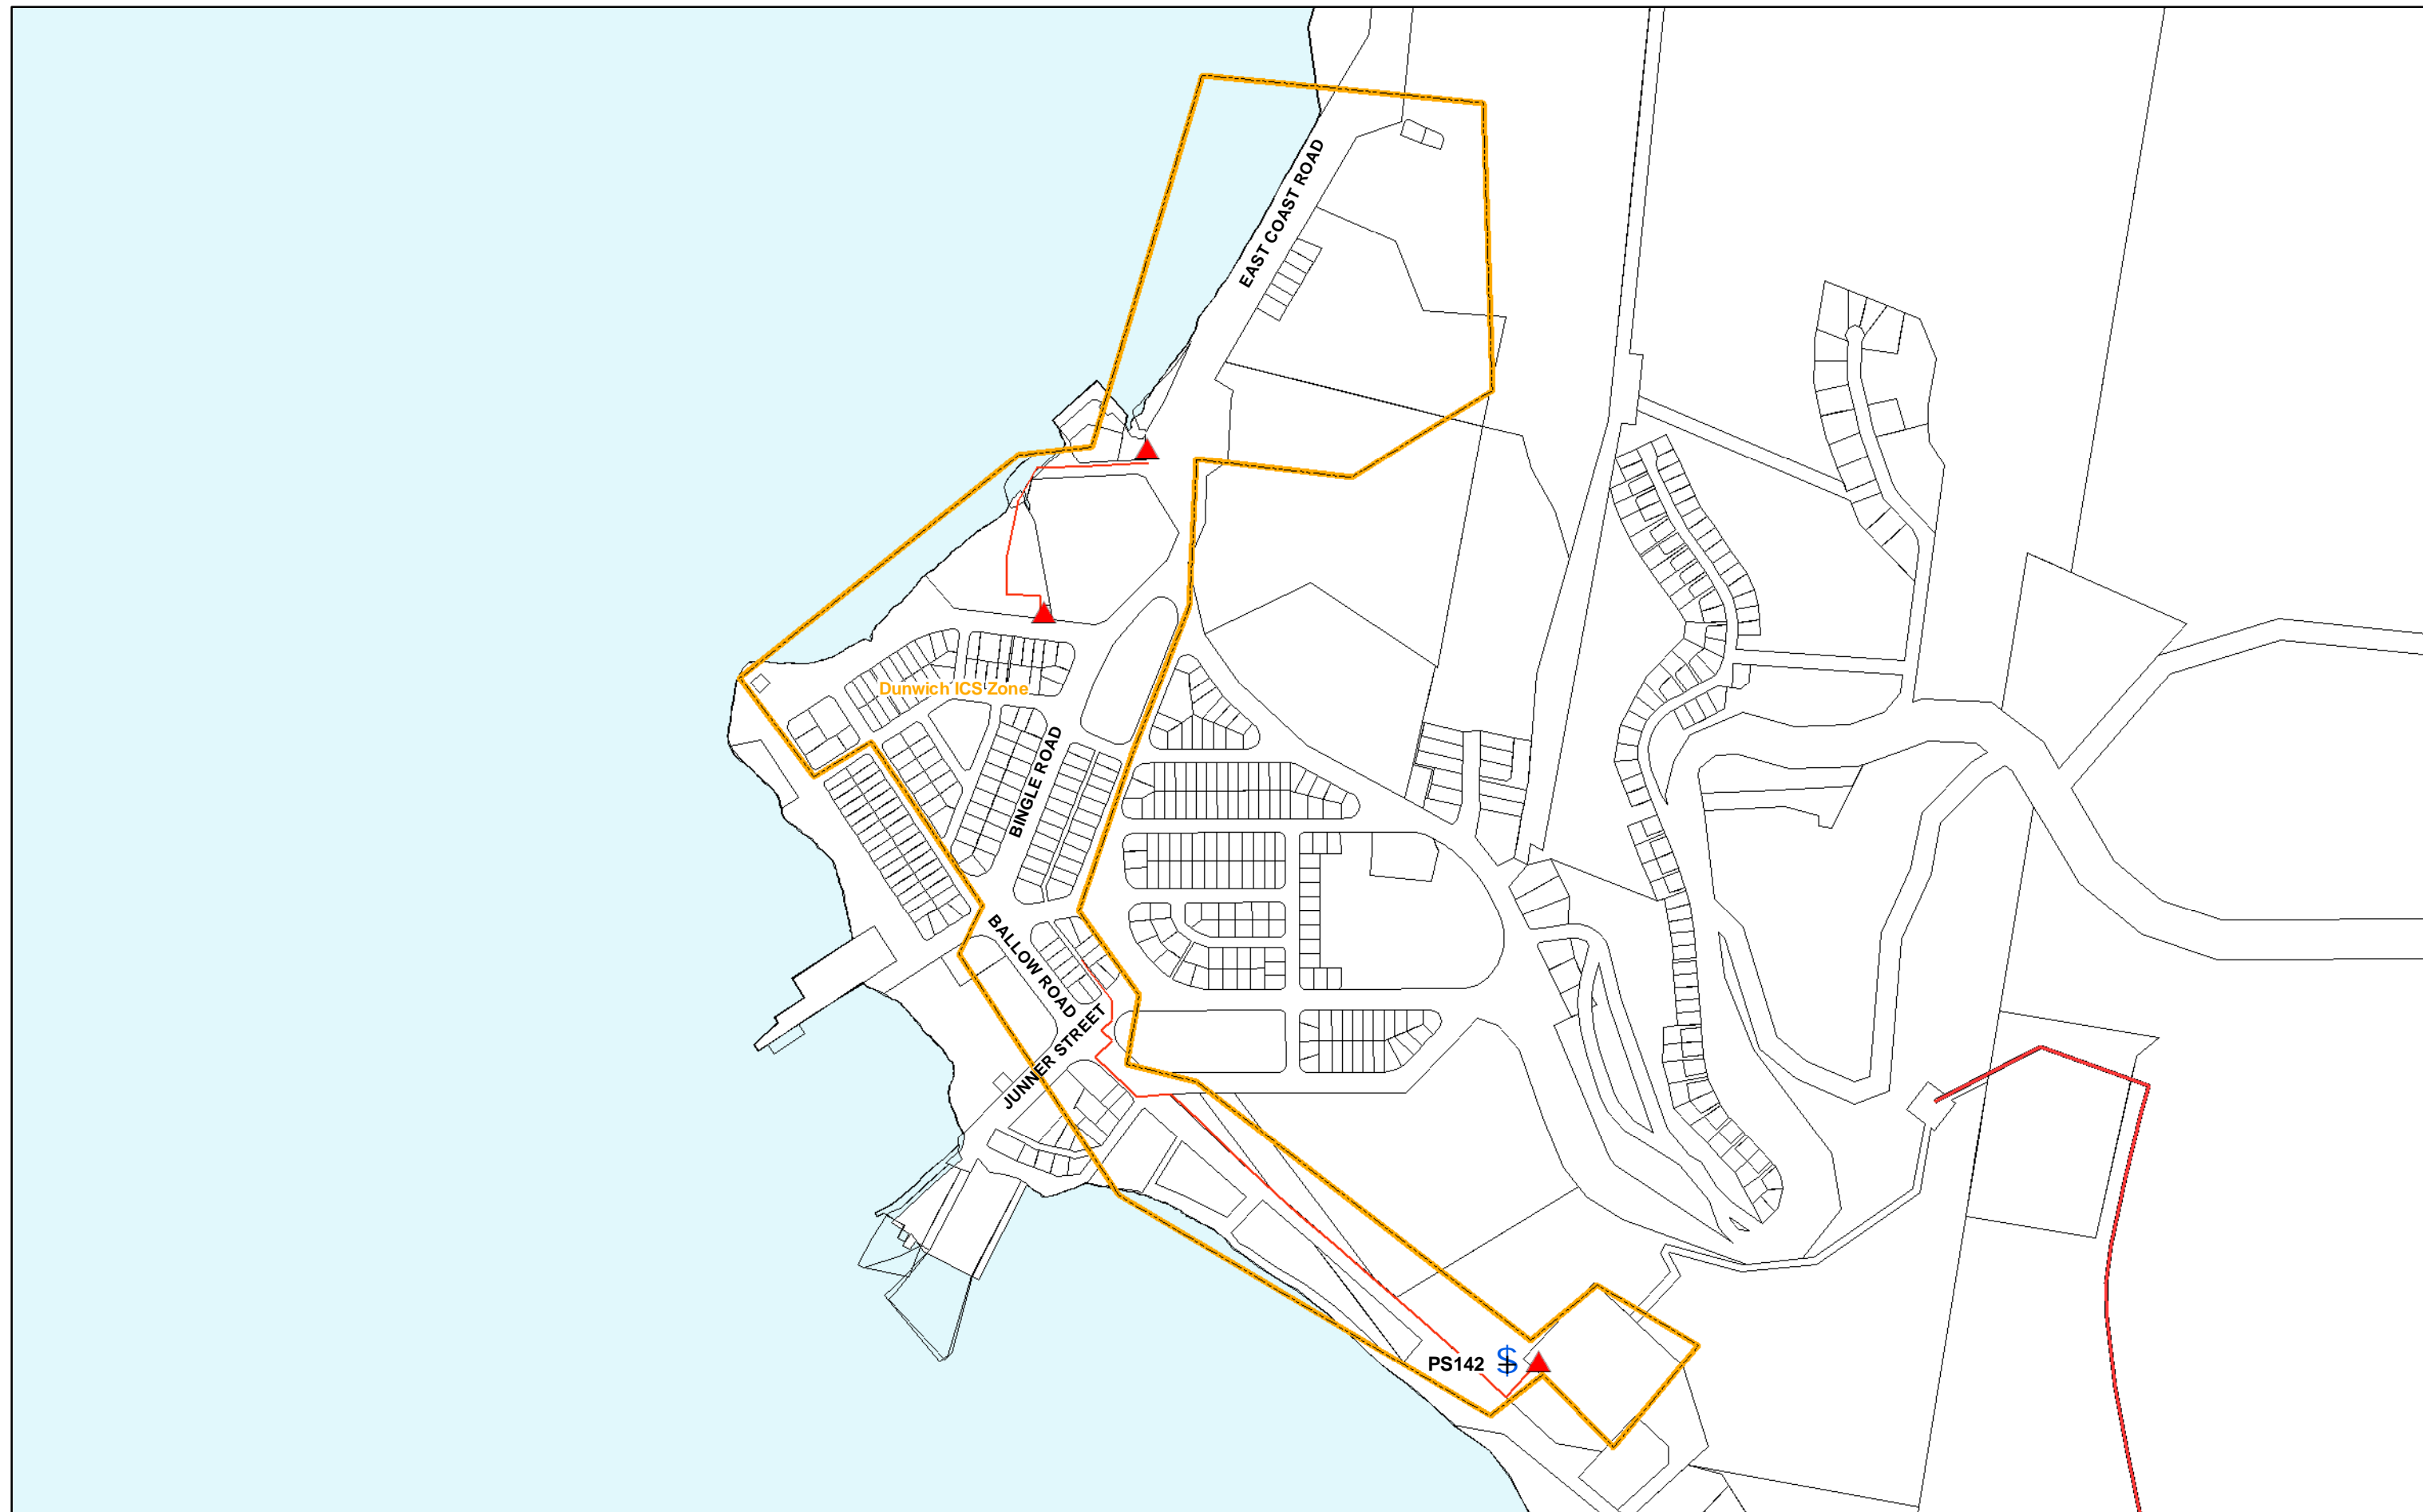 EAST COAST ROAD
Dunwich ICS Zone
BINGLE ROAD
BALLOW ROAD
JUNNER STREET
PS142 $